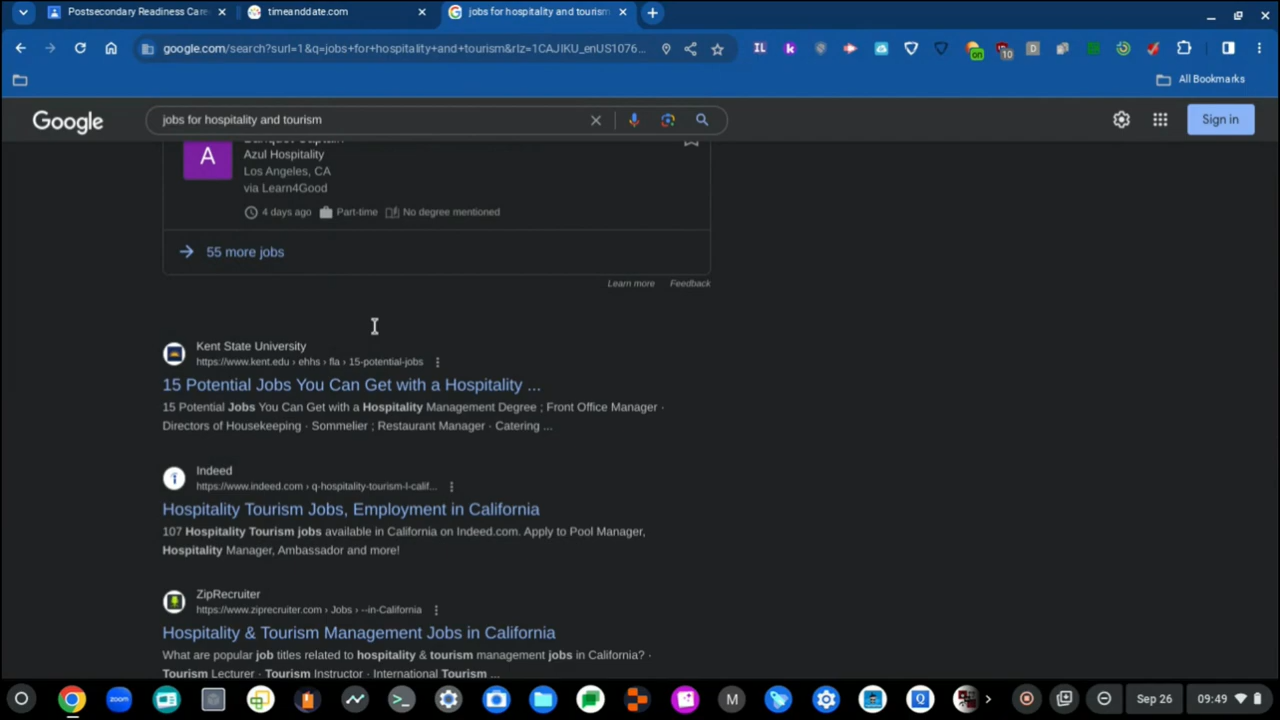 Postsecondary Readiness Care
timeanddate.com
jobs for hospitality and tourism
google.com/search?surl=1&q=jobs+for+hospitality+and+tourism&rlz=1CAJIKU_enUS1076...
IL
k
on
10
D
All Bookmarks
Google
jobs for hospitality and tourism
Sign in
A
Banquet Captain
Azul Hospitality
Los Angeles, CA
via Learn4Good
4 days ago
Part-time
No degree mentioned
55 more jobs
Learn more
Feedback
Kent State University
https://www.kent.edu › ehhs › fla › 15-potential-jobs
15 Potential Jobs You Can Get with a Hospitality ...
15 Potential Jobs You Can Get with a Hospitality Management Degree ; Front Office Manager ·
Directors of Housekeeping · Sommelier ; Restaurant Manager · Catering ...
Indeed
https://www.indeed.com › q-hospitality-tourism-l-calif...
Hospitality Tourism Jobs, Employment in California
107 Hospitality Tourism jobs available in California on Indeed.com. Apply to Pool Manager,
Hospitality Manager, Ambassador and more!
ZipRecruiter
https://www.ziprecruiter.com › Jobs › --in-California
Hospitality & Tourism Management Jobs in California
What are popular job titles related to hospitality & tourism management jobs in California? ·
Tourism Lecturer · Tourism Instructor · International Tourism ...
zoom
M
Q
Sep 26
09:49